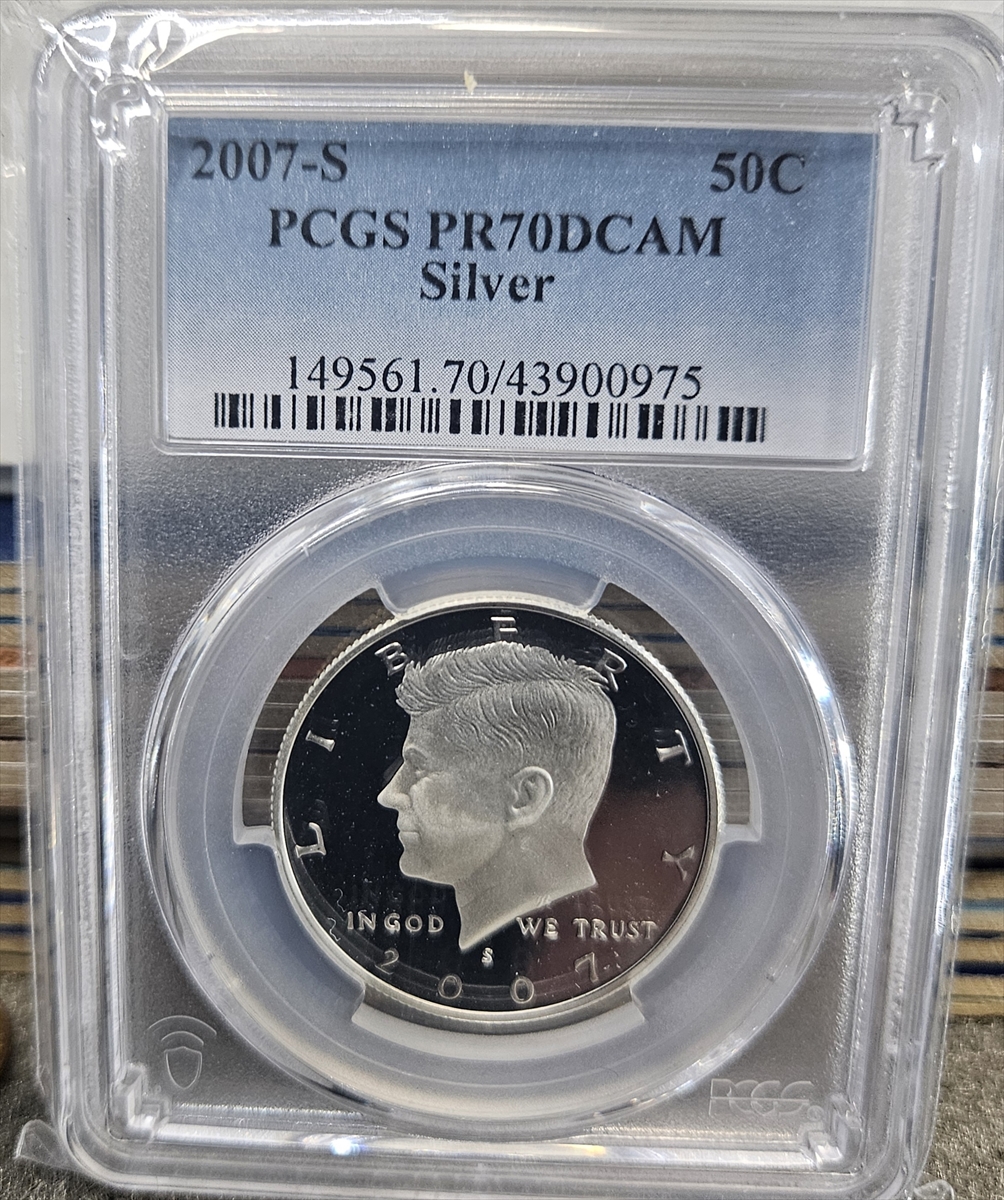 2007-S 50C
PCGS PR70DCAM
Silver
149561.70/43900975
LIBERTY
IN GOD WE TRUST
S
2007
PCGS